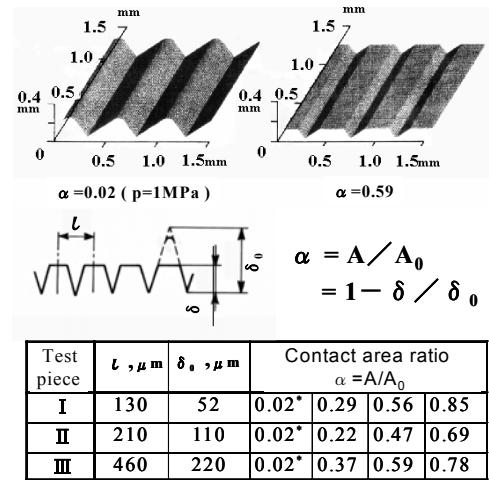 mm mm
1.5 1.5
1.0 1.0
0.4 mm 0.5 0.4 mm 0.5
0 0.5 1.0 1.5mm 0 0.5 1.0 1.5mm
α =0.02 ( p=1MPa ) α =0.59
l δ δ₀
α = A/A₀
= 1− δ / δ₀
Test piece l ,μm δ₀ ,μm Contact area ratio α =A/A₀
I 130 52 0.02* 0.29 0.56 0.85
II 210 110 0.02* 0.22 0.47 0.69
III 460 220 0.02* 0.37 0.59 0.78